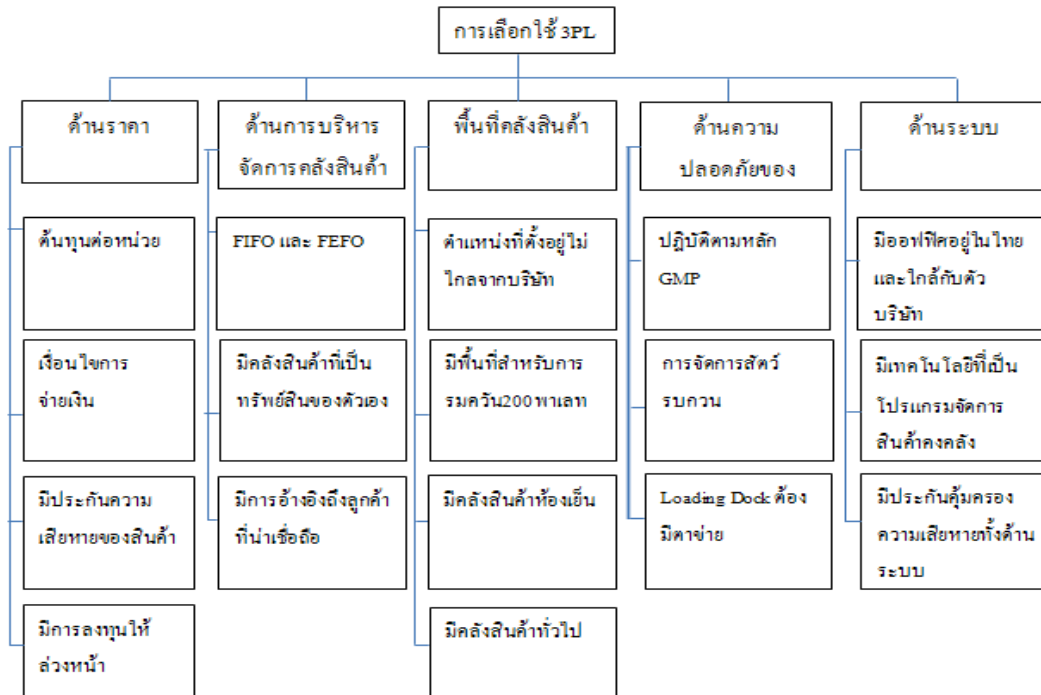 การเลือกใช้ 3PL
ด้านราคา
ต้นทุนต่อหน่วย
เงื่อนไขการ
จ่ายเงิน
มีประกันความ
เสียหายของสินค้า
มีการลงทุนให้
ล่วงหน้า
ด้านการบริหาร
จัดการคลังสินค้า
FIFO และ FEFO
มีคลังสินค้าที่เป็น
ทรัพย์สินของตัวเอง
มีการอ้างอิงถึงลูกค้า
ที่น่าเชื่อถือ
พื้นที่คลังสินค้า
ตำแหน่งที่ตั้งอยู่ไม่
ไกลจากบริษัท
มีพื้นที่สำหรับการ
รมควัน200 พาเลท
มีคลังสินค้าห้องเย็น
มีคลังสินค้าทั่วไป
ด้านความ
ปลอดภัยของ
ปฏิบัติตามหลัก
GMP
การจัดการสัตว์
รบกวน
Loading Dock ต้อง
มีตาข่าย
ด้านระบบ
มีออฟฟิศอยู่ในไทย
และใกล้กับตัว
บริษัท
มีเทคโนโลยีที่เป็น
โปรแกรมจัดการ
สินค้าคงคลัง
มีประกันคุ้มครอง
ความเสียหายทั้งด้าน
ระบบ